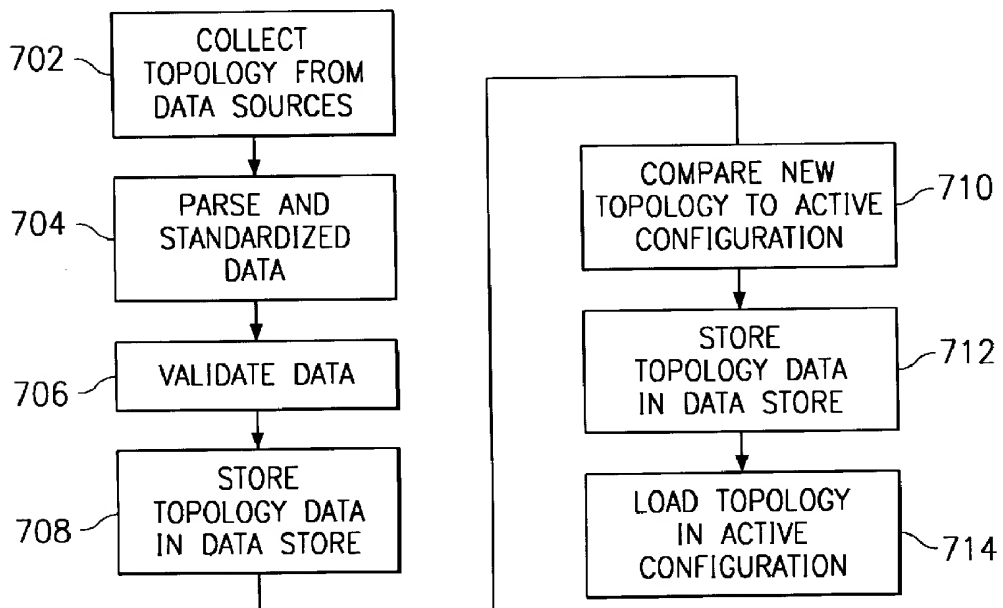 702
COLLECT
TOPOLOGY FROM
DATA SOURCES
704
PARSE AND
STANDARDIZED
DATA
706
VALIDATE DATA
708
STORE
TOPOLOGY DATA
IN DATA STORE
COMPARE NEW
TOPOLOGY TO ACTIVE
CONFIGURATION
710
STORE
TOPOLOGY DATA
IN DATA STORE
712
LOAD TOPOLOGY
IN ACTIVE
CONFIGURATION
714